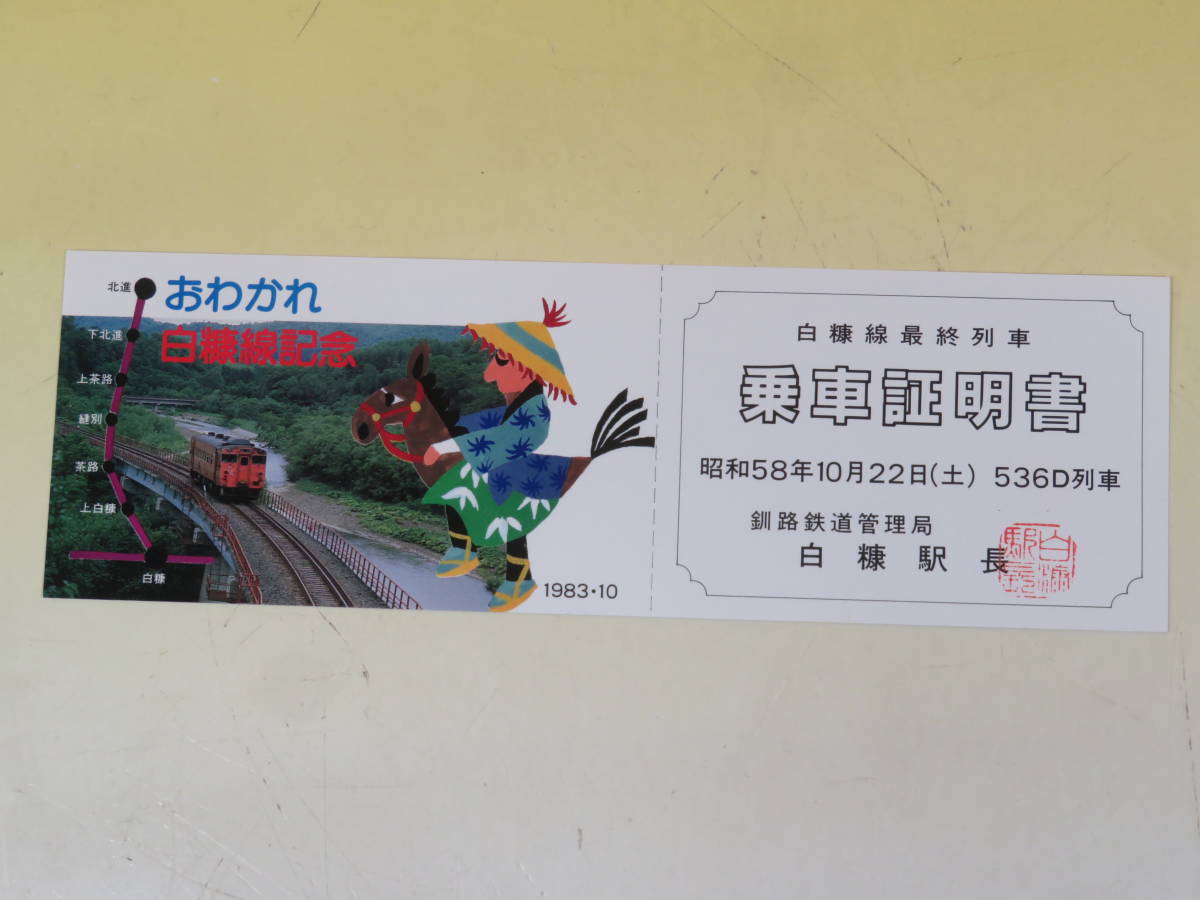 おわかれ
白糠線記念
北進
下北進
上茶路
縫別
茶路
上白糠
白糠
1983・10
白糠線最終列車
乗車証明書
昭和58年10月22日(土) 536D列車
釧路鉄道管理局
白糠駅長